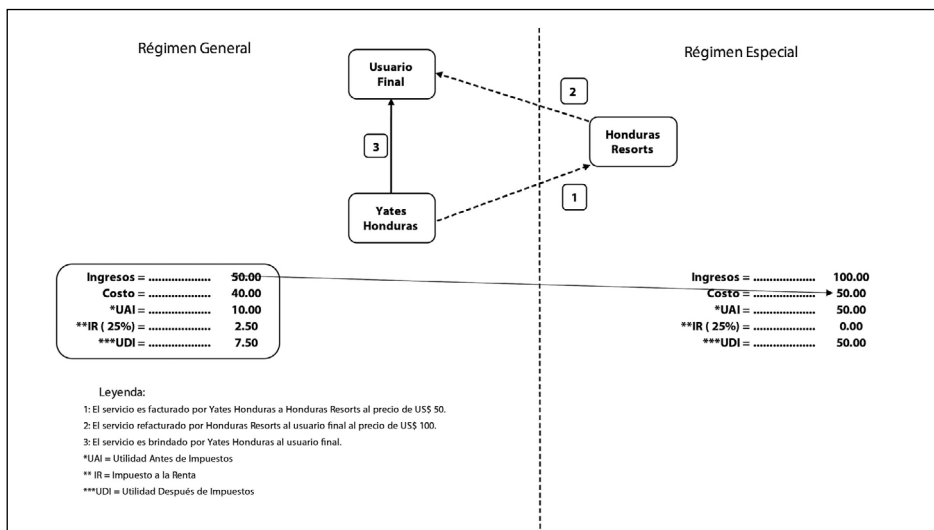 Régimen General
Régimen Especial
Usuario
Final
2
Honduras
Resorts
3
1
Yates
Honduras
Ingresos = ................... 50.00
Costo = ................... 40.00
*UAI = ................... 10.00
**IR ( 25%) = ................... 2.50
***UDI = ................... 7.50
Ingresos = ................... 100.00
Costo = ................... 50.00
*UAI = ................... 50.00
**IR ( 25%) = ................... 0.00
***UDI = ................... 50.00
Leyenda:
1: El servicio es facturado por Yates Honduras a Honduras Resorts al precio de US$ 50.
2: El servicio refacturado por Honduras Resorts al usuario final al precio de US$ 100.
3: El servicio es brindado por Yates Honduras al usuario final.
*UAI = Utilidad Antes de Impuestos
** IR = Impuesto a la Renta
***UDI = Utilidad Después de Impuestos